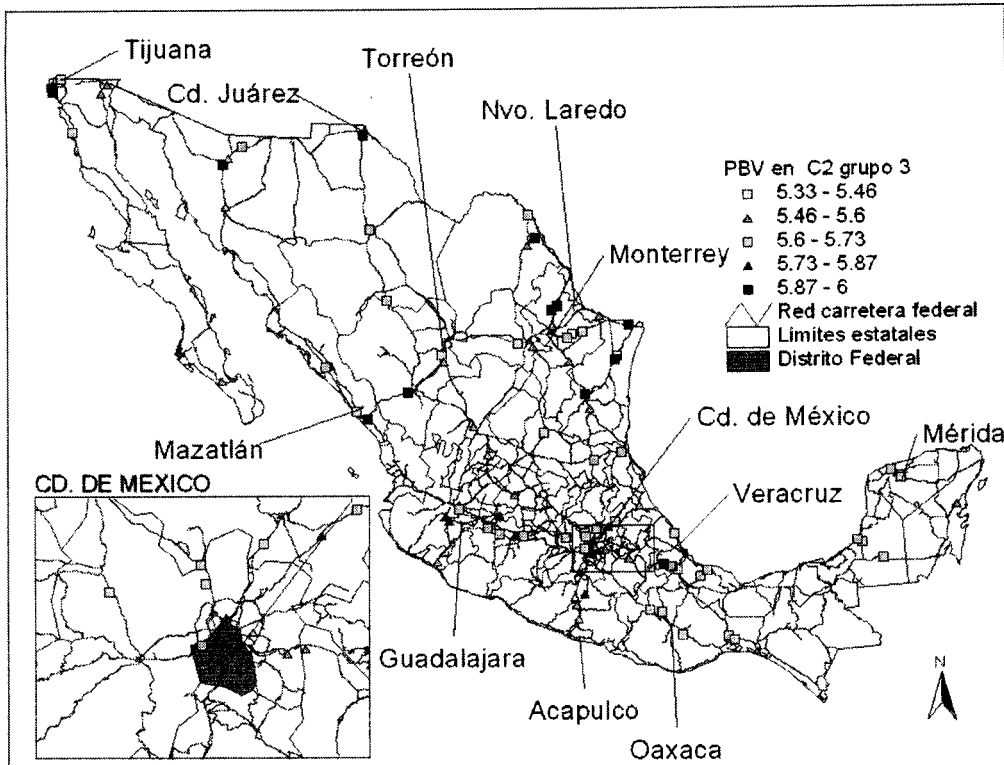 Tijuana
Torreón
Cd. Juárez
Nvo. Laredo
PBV en C2 grupo 3
5.33 - 5.46
5.46 - 5.6
5.6 - 5.73
5.73 - 5.87
5.87 - 6
Red carretera federal
Limites estatales
Distrito Federal
Monterrey
Cd. de México
Mérida
Mazatlán
Veracruz
CD. DE MEXICO
Guadalajara
Acapulco
Oaxaca
N